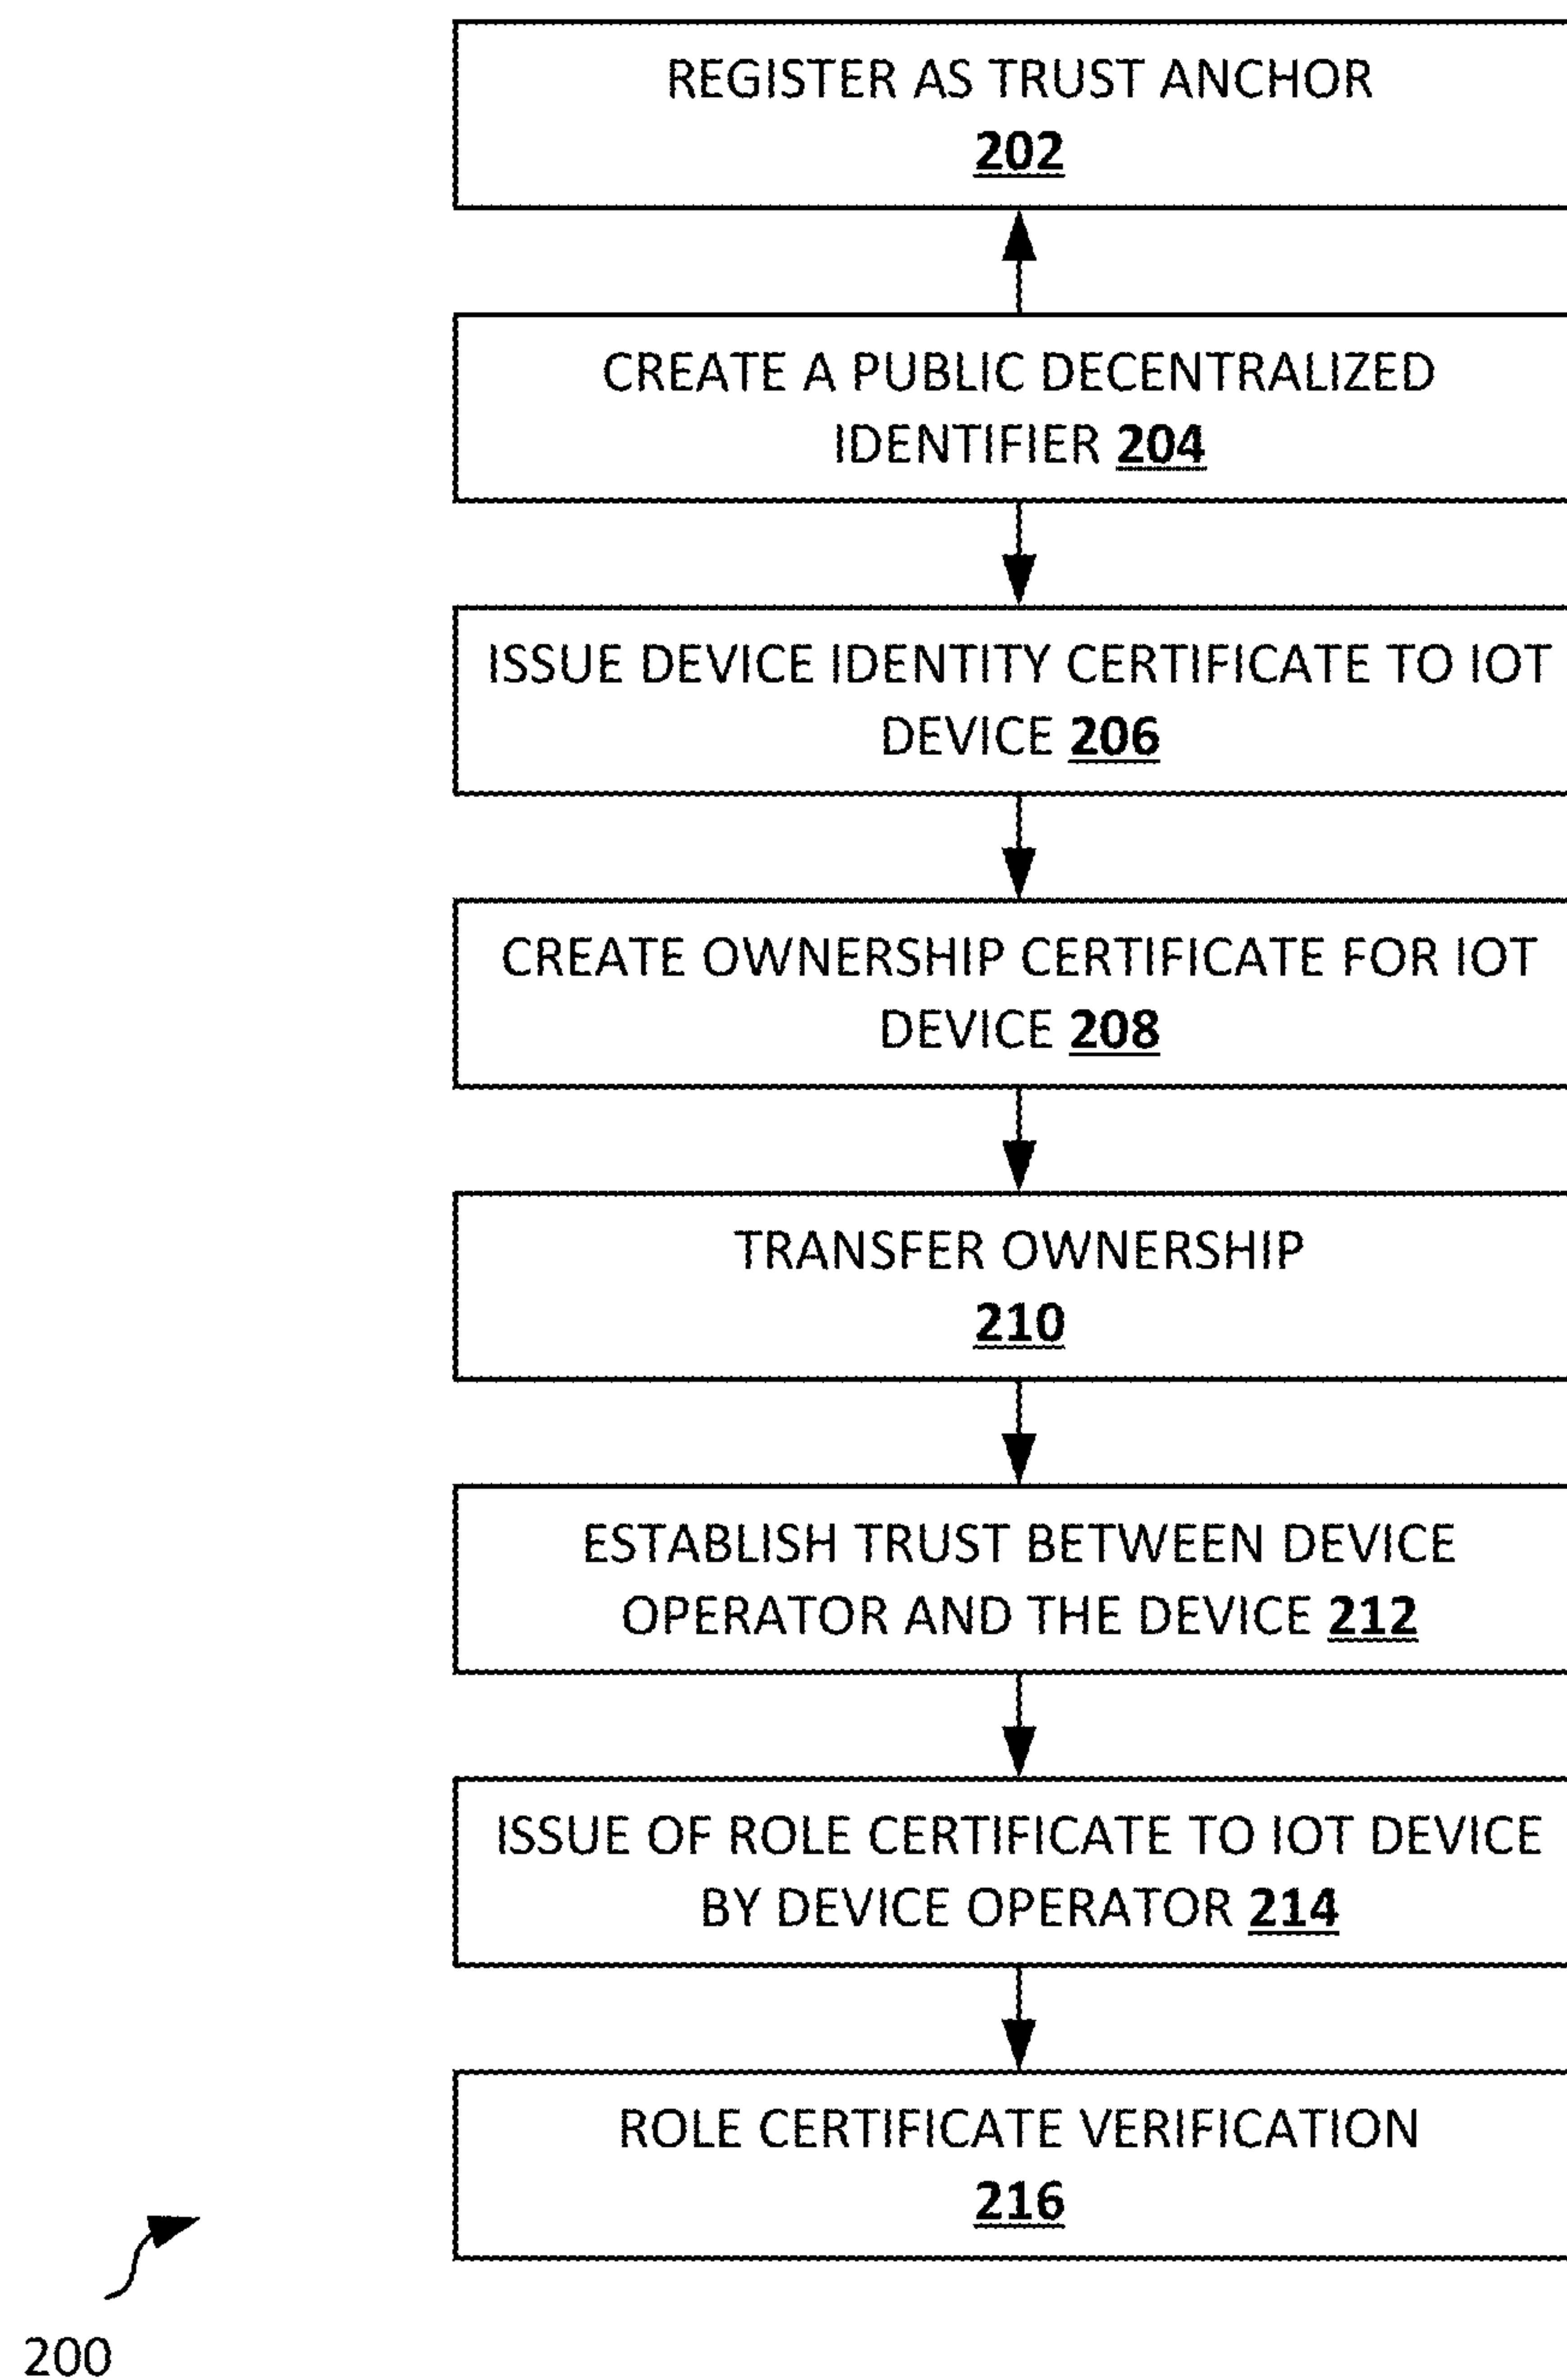 REGISTER AS TRUST ANCHOR
202
CREATE A PUBLIC DECENTRALIZED
IDENTIFIER 204
ISSUE DEVICE IDENTITY CERTIFICATE TO IOT
DEVICE 206
CREATE OWNERSHIP CERTIFICATE FOR IOT
DEVICE 208
TRANSFER OWNERSHIP
210
ESTABLISH TRUST BETWEEN DEVICE
OPERATOR AND THE DEVICE 212
ISSUE OF ROLE CERTIFICATE TO IOT DEVICE
BY DEVICE OPERATOR 214
ROLE CERTIFICATE VERIFICATION
216
200